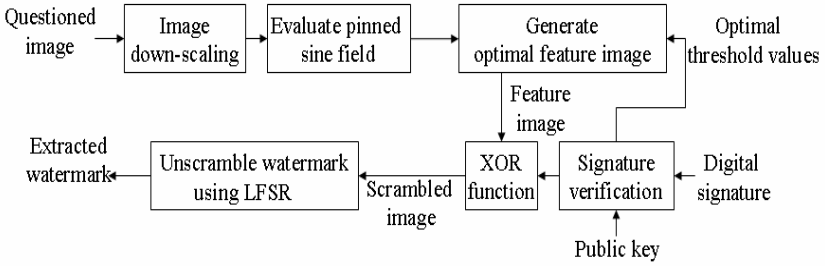 Questioned
image
Image
down-scaling
Evaluate pinned
sine field
Generate
optimal feature image
Optimal
threshold values
Feature
image
Extracted
watermark
Unscramble watermark
using LFSR
Scrambled
image
XOR
function
Signature
verification
Digital
signature
Public key